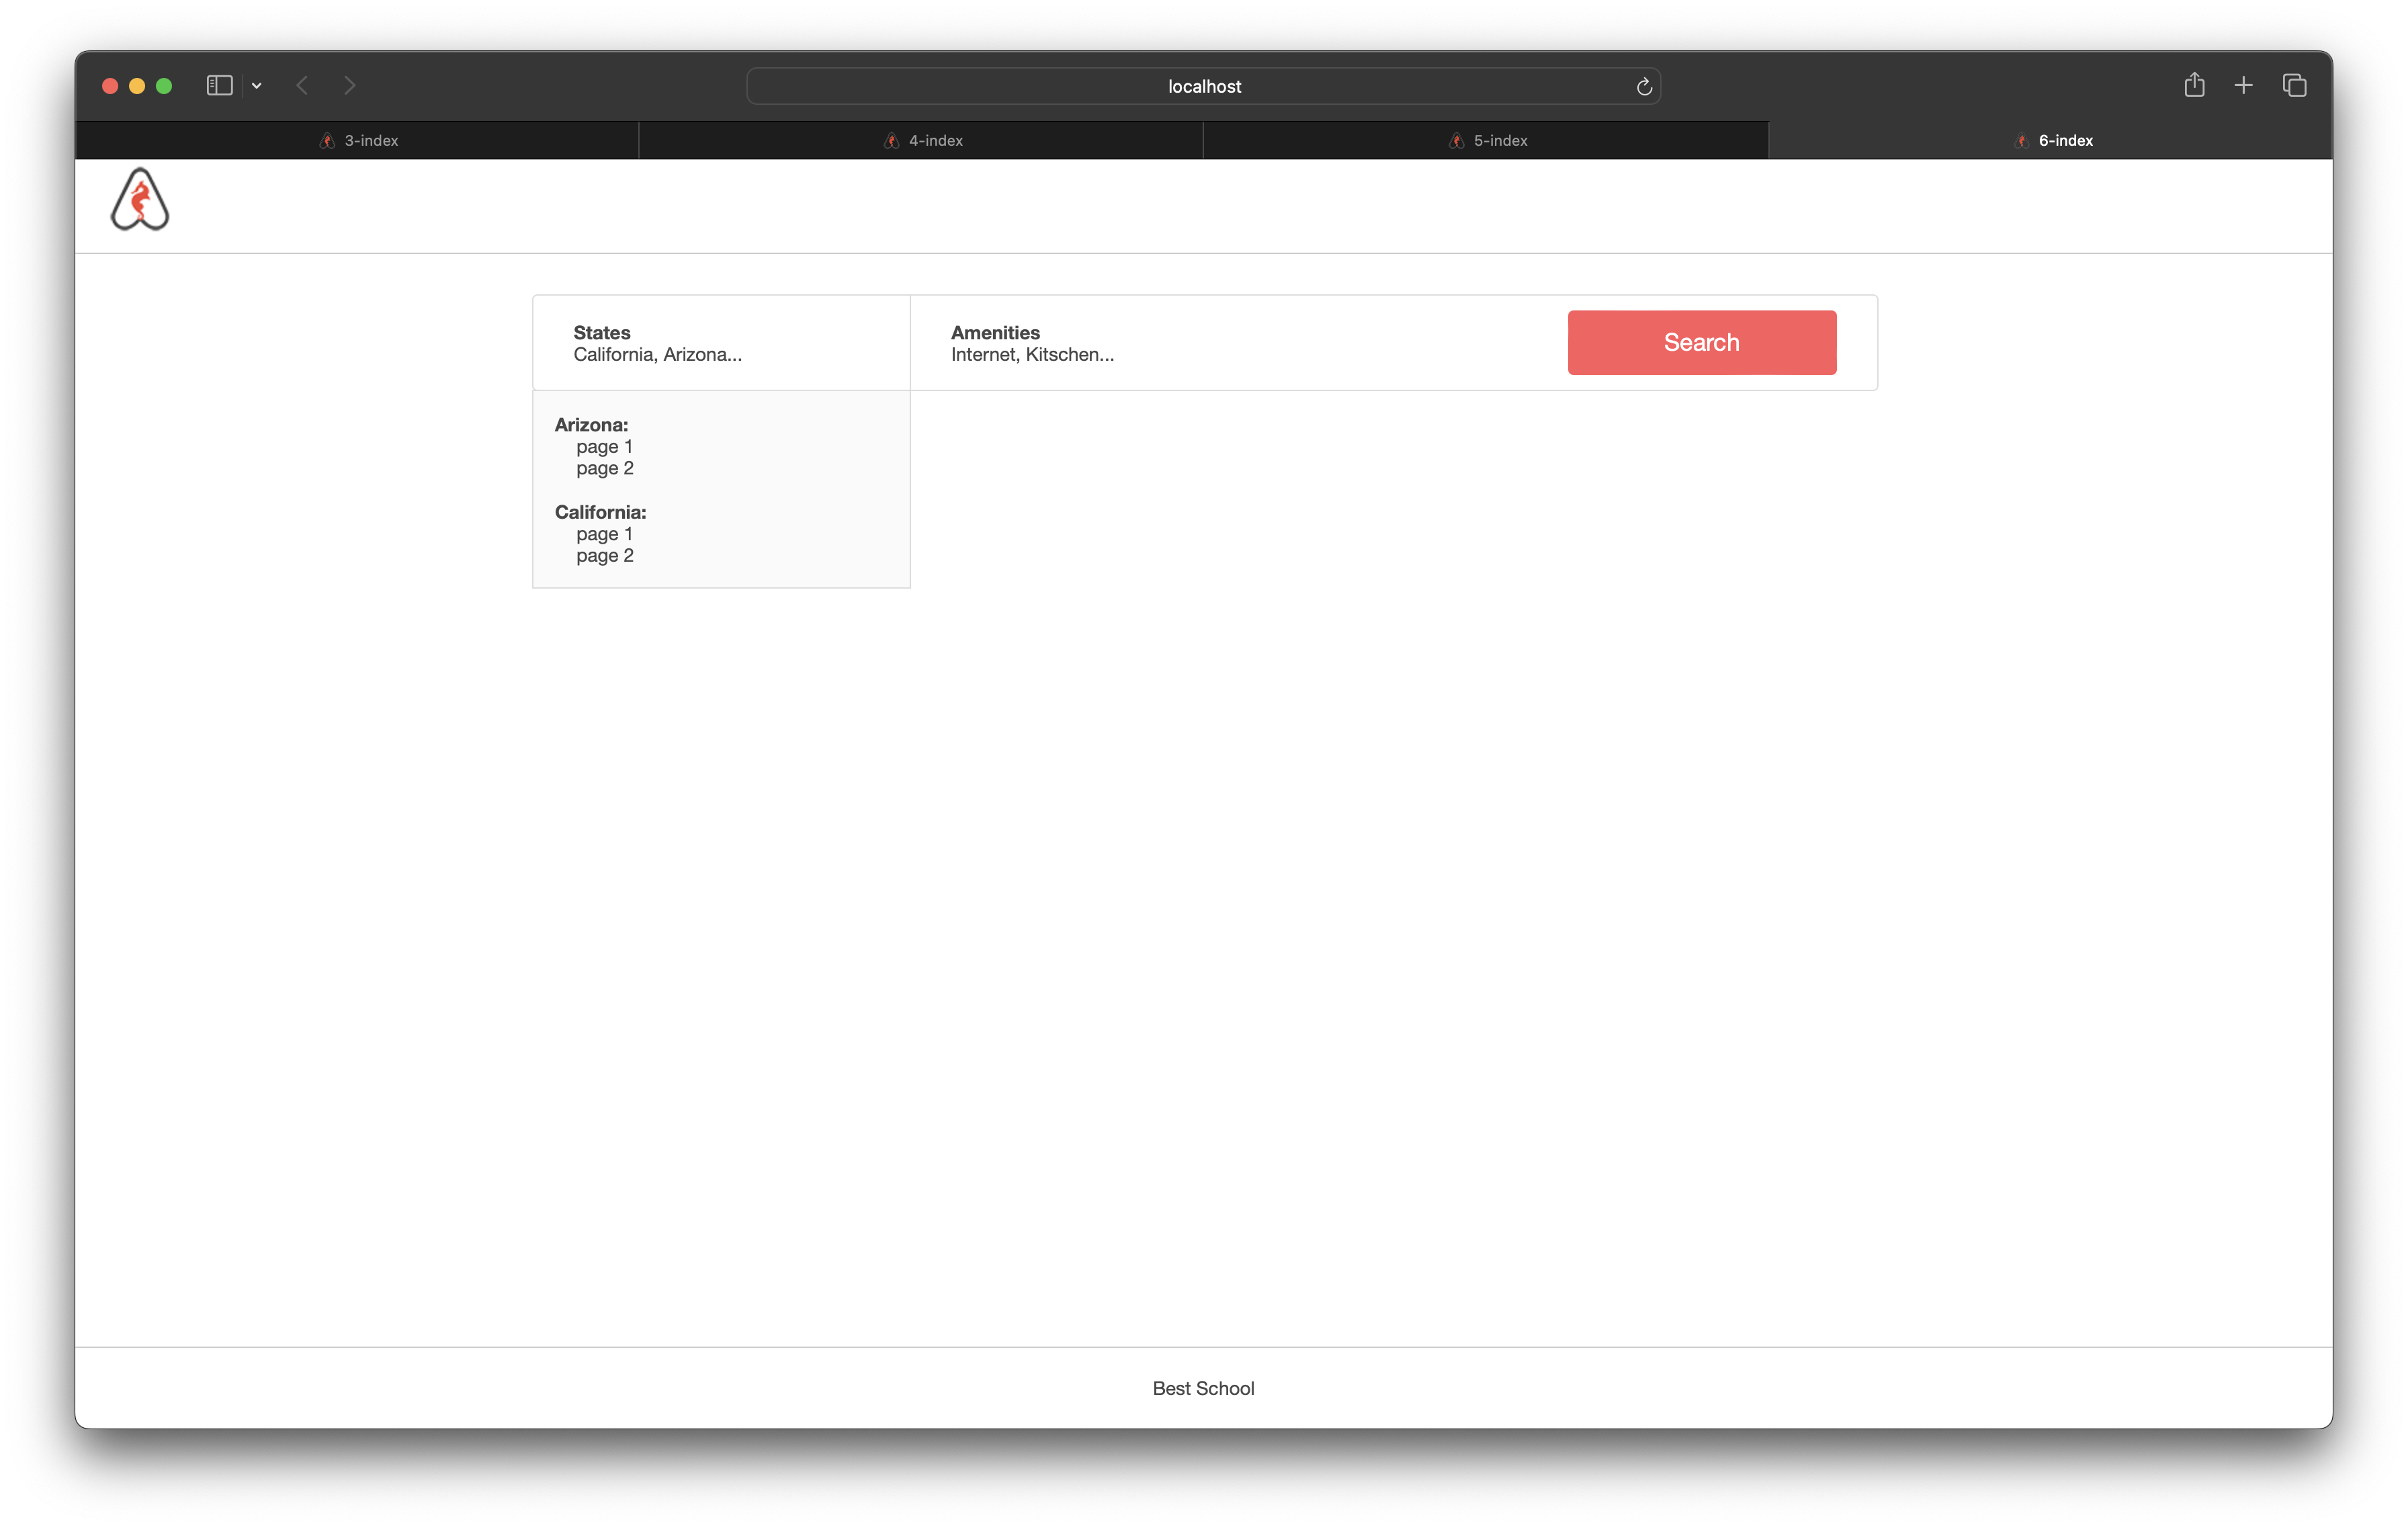 localhost
3-index
4-index
5-index
6-index
States
California, Arizona...
Amenities
Internet, Kitschen...
Search
Arizona:
page 1
page 2
California:
page 1
page 2
Best School